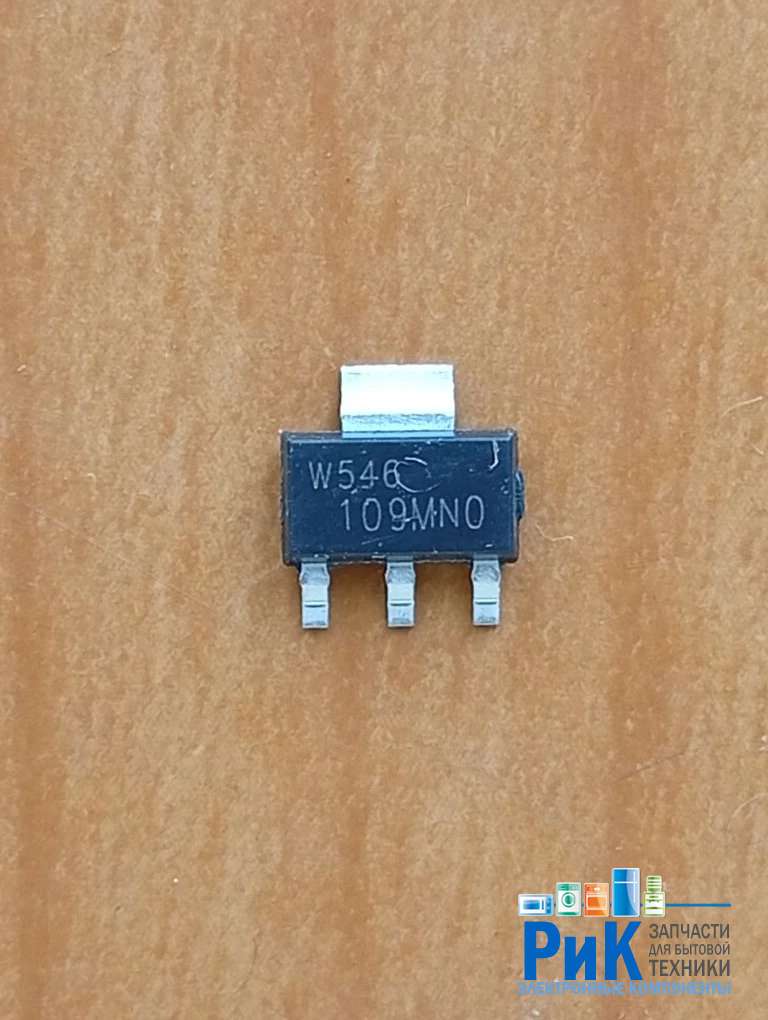 W546
109MN0
РиК
ЗАПЧАСТИ
ДЛЯ БЫТОВОЙ
ТЕХНИКИ
ЭЛЕКТРОННЫЕ КОМПОНЕНТЫ